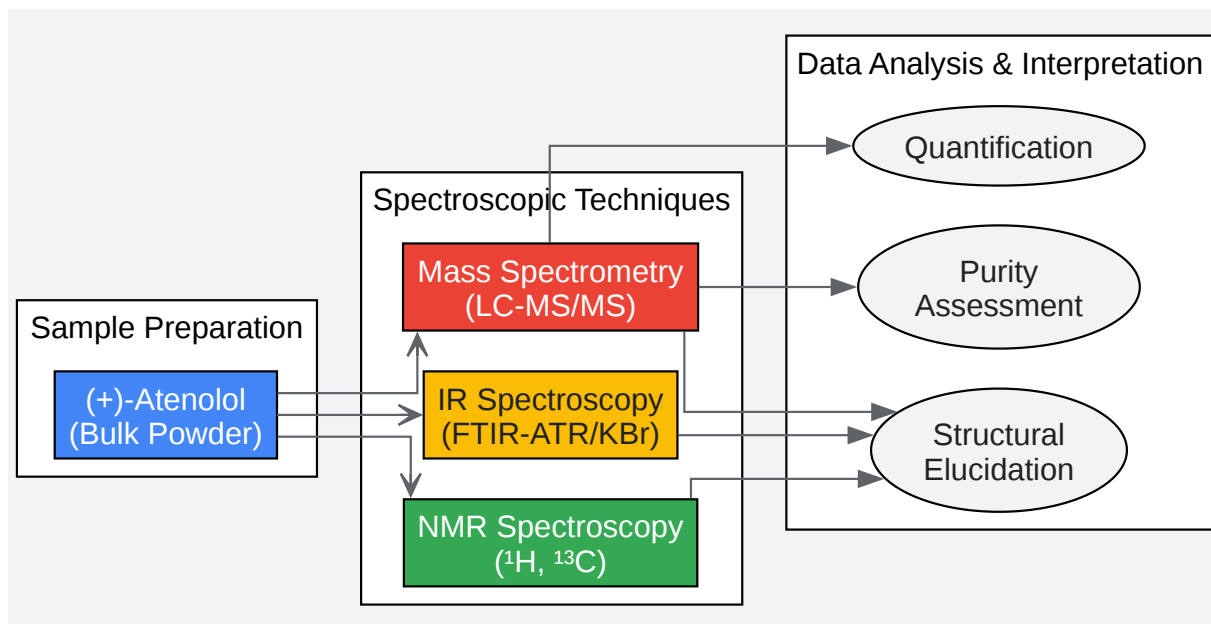 Sample Preparation
(+)-Atenolol
(Bulk Powder)
Spectroscopic Techniques
Mass Spectrometry
(LC-MS/MS)
IR Spectroscopy
(FTIR-ATR/KBr)
NMR Spectroscopy
(¹H, ¹³C)
Data Analysis & Interpretation
Quantification
Purity
Assessment
Structural
Elucidation